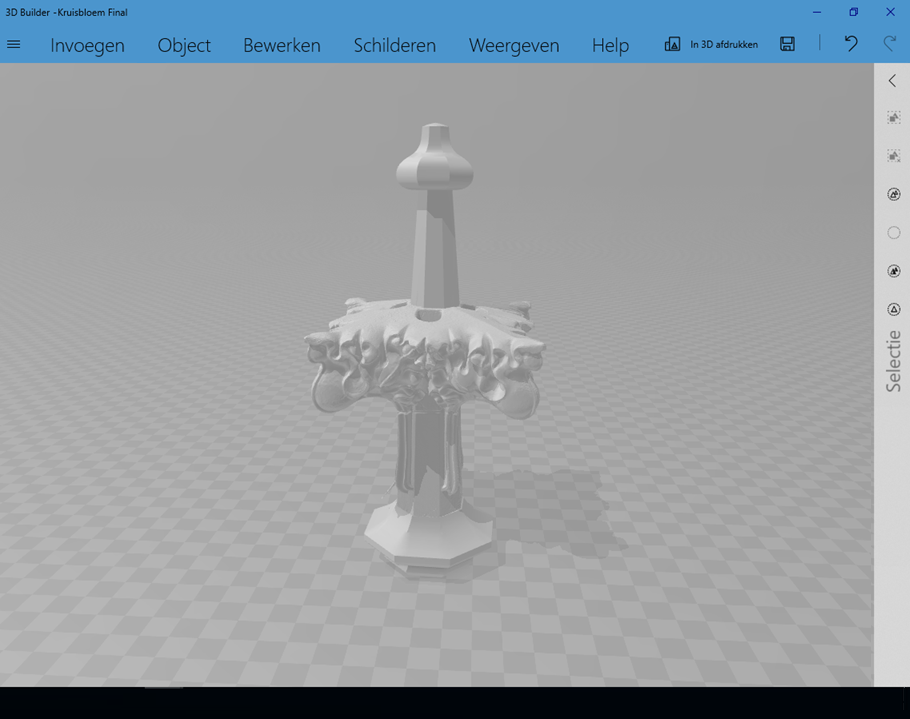 3D Builder -Kruisbloem Final
Invoegen Object Bewerken Schilderen Weergeven Help In 3D afdrukken
Selectie